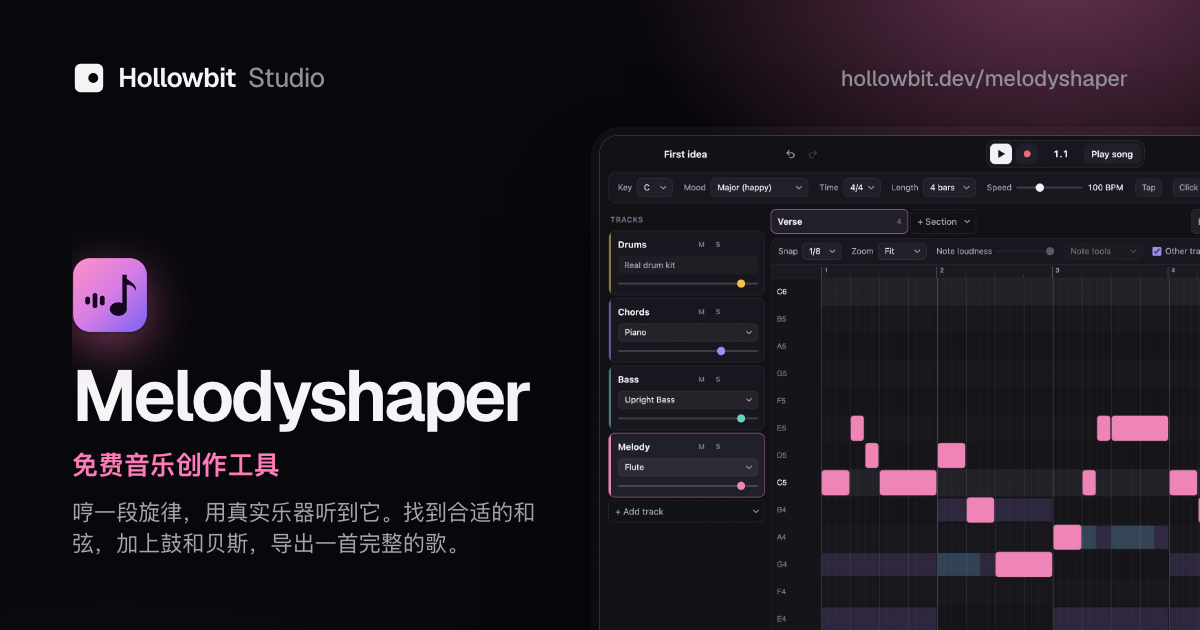 Hollowbit Studio
hollowbit.dev/melodyshaper
Melodyshaper
免费音乐创作工具
哼一段旋律，用真实乐器听到它。找到合适的和
弦，加上鼓和贝斯，导出一首完整的歌。
First idea
1.1
Play song
Key C Mood Major (happy) Time 4/4 Length 4 bars Speed 100 BPM Tap Click
TRACKS
Drums M S
Real drum kit
Chords M S
Piano
Bass M S
Upright Bass
Melody M S
Flute
+ Add track
Verse 4
+ Section
Snap 1/8 Zoom Fit Note loudness Note tools Other tra
1 2 3 4
C6
B5
A5
G5
F5
E5
D5
C5
B4
A4
G4
F4
E4